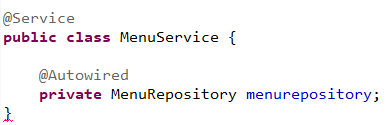 @Service
public class MenuService {
@Autowired
private MenuRepository menurepository;
}